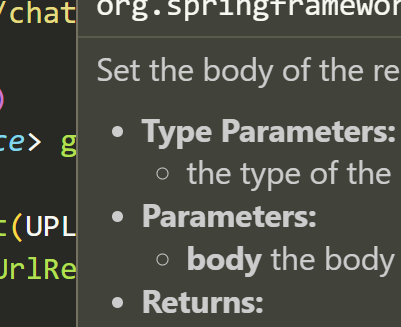 /chat
org.springframewor
Set the body of the re
)
ce> g
• Type Parameters:
◦ the type of the
t(UPL
• Parameters:
UrlRe
◦ body the body
• Returns: